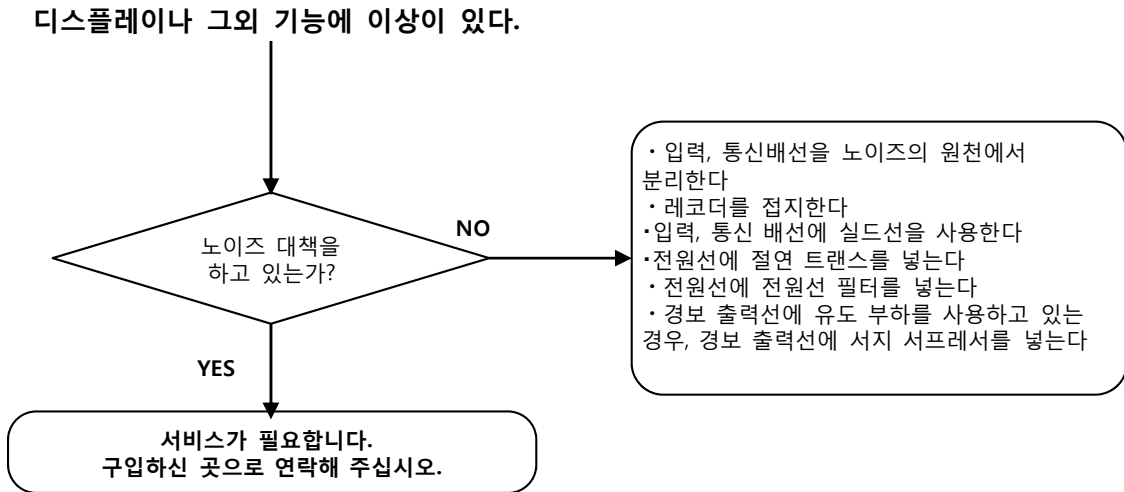 디스플레이나 그외 기능에 이상이 있다.
노이즈 대책을
하고 있는가?
NO
・입력, 통신배선을 노이즈의 원천에서
분리한다
・레코더를 접지한다
・입력, 통신 배선에 실드선을 사용한다
・전원선에 절연 트랜스를 넣는다
・전원선에 전원선 필터를 넣는다
・경보 출력선에 유도 부하를 사용하고 있는
경우, 경보 출력선에 서지 서프레서를 넣는다
YES
서비스가 필요합니다.
구입하신 곳으로 연락해 주십시오.